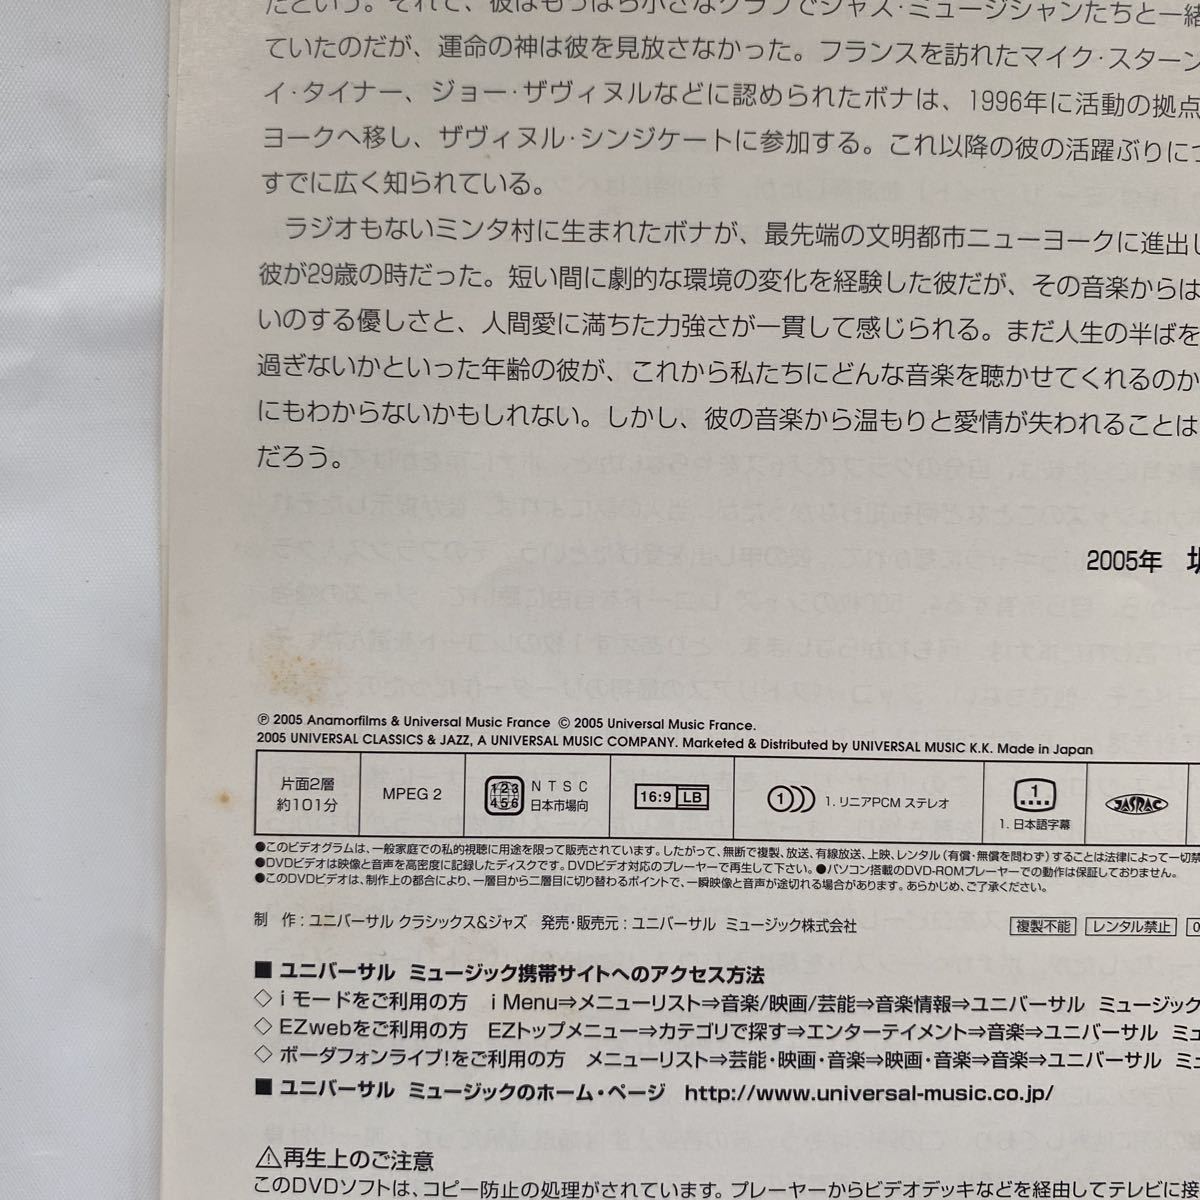 たという。それで、彼はもっぱら小さなクラブでジャズ・ミュージシャンたちと一緒
ていたのだが、運命の神は彼を見放さなかった。フランスを訪れたマイク・スターン
イ・タイナー、ジョー・ザヴィヌルなどに認められたボナは、1996年に活動の拠点
ヨークへ移し、ザヴィヌル・シンジケートに参加する。これ以降の彼の活躍ぶりにつ
すでに広く知られている。
ラジオもないミンタ村に生まれたボナが、最先端の文明都市ニューヨークに進出し
彼が29歳の時だった。短い間に劇的な環境の変化を経験した彼だが、その音楽からは
いのする優しさと、人間愛に満ちた力強さが一貫して感じられる。まだ人生の半ばを
過ぎないかといった年齢の彼が、これから私たちにどんな音楽を聴かせてくれるのか
にもわからないかもしれない。しかし、彼の音楽から温もりと愛情が失われることは
だろう。
2005年
℗ 2005 Anamorfilms & Universal Music France © 2005 Universal Music France.
2005 UNIVERSAL CLASSICS & JAZZ, A UNIVERSAL MUSIC COMPANY. Marketed & Distributed by UNIVERSAL MUSIC K.K. Made in Japan
片面2層 約101分 MPEG 2 123 456 NTSC 日本市場向 16:9 LB 1 1. リニアPCM ステレオ 1 1. 日本語字幕 JASRAC
●このビデオグラムは、一般家庭での私的視聴に用途を限って販売されています。したがって、無断で複製、放送、有線放送、上映、レンタル(有償・無償を問わず)することは法律によって一切禁
●DVDビデオは映像と音声を高密度に記録したディスクです。DVDビデオ対応のプレーヤーで再生して下さい。●パソコン搭載のDVD-ROMプレーヤーでの動作は保証しておりません。
●このDVDビデオは、制作上の都合により、一層目から二層目に切り替わるポイントで、一瞬映像と音声が途切れる場合があります。あらかじめ、ご了承ください。
制 作：ユニバーサル クラシックス&ジャズ 発売・販売元：ユニバーサル ミュージック株式会社 複製不能 レンタル禁止
■ ユニバーサル ミュージック携帯サイトへのアクセス方法
◇ iモードをご利用の方 i Menu⇒メニューリスト⇒音楽/映画/芸能⇒音楽情報⇒ユニバーサル ミュージック
◇ EZwebをご利用の方 EZトップメニュー⇒カテゴリで探す⇒エンターテイメント⇒音楽⇒ユニバーサル ミュ
◇ ボーダフォンライブ!をご利用の方 メニューリスト⇒芸能・映画・音楽⇒映画・音楽⇒音楽⇒ユニバーサル ミュ
■ ユニバーサル ミュージックのホーム・ページ http://www.universal-music.co.jp/
⚠再生上のご注意
このDVDソフトは、コピー防止の処理がされています。プレーヤーからビデオデッキなどを経由してテレビに接